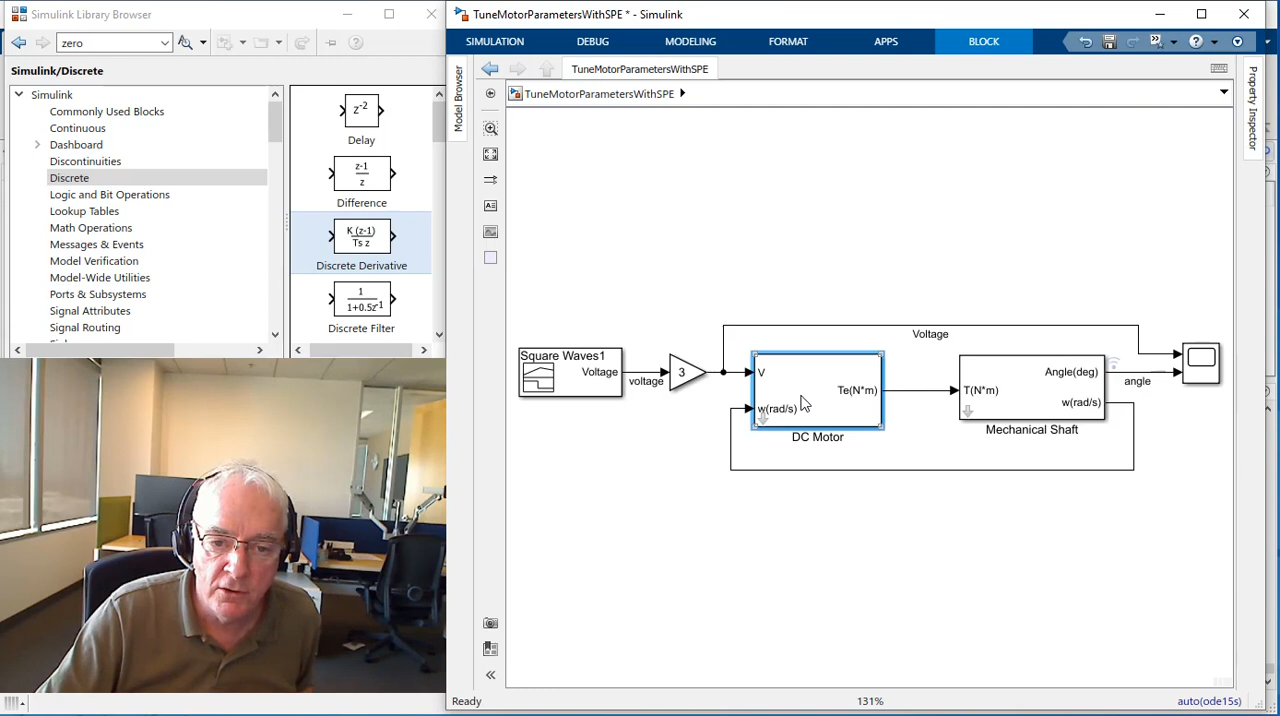 Simulink Library Browser
zero
Simulink/Discrete
Simulink
Commonly Used Blocks
Continuous
Dashboard
Discontinuities
Discrete
Logic and Bit Operations
Lookup Tables
Math Operations
Messages & Events
Model Verification
Model-Wide Utilities
Ports & Subsystems
Signal Attributes
Signal Routing
z-2
Delay
z-1
z
Difference
K (z-1)
Ts z
Discrete Derivative
1
1+0.5z-1
Discrete Filter
TuneMotorParametersWithSPE * - Simulink
SIMULATION DEBUG MODELING FORMAT APPS BLOCK
TuneMotorParametersWithSPE
TuneMotorParametersWithSPE
Model Browser
Property Inspector
Voltage
Square Waves1
Voltage
voltage
3
V
w(rad/s)
Te(N*m)
DC Motor
T(N*m)
Angle(deg)
w(rad/s)
Mechanical Shaft
angle
Ready 131% auto(ode15s)